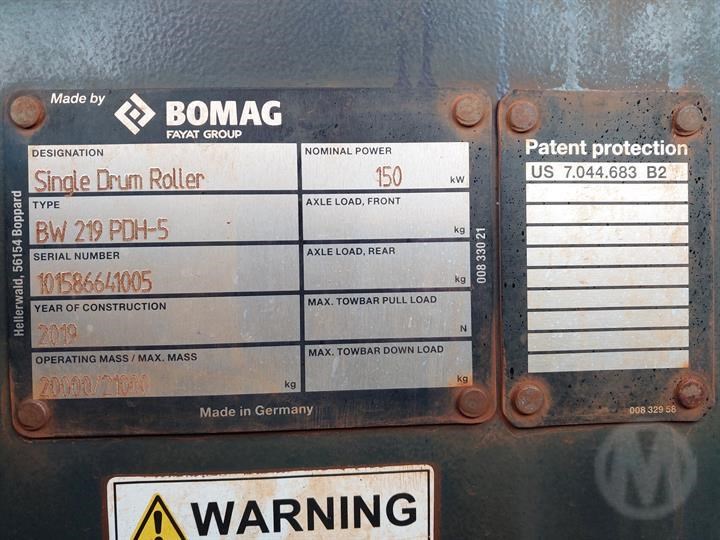 Made by BOMAG
FAYAT GROUP
DESIGNATION
Single Drum Roller
TYPE
BW 219 PDH-5
SERIAL NUMBER
101586641005
YEAR OF CONSTRUCTION
2019
OPERATING MASS / MAX. MASS
20000/21000 kg
NOMINAL POWER
150 kW
AXLE LOAD, FRONT
kg
AXLE LOAD, REAR
kg
MAX. TOWBAR PULL LOAD
N
MAX. TOWBAR DOWN LOAD
kg
Made in Germany
Hellerwald, 56154 Boppard
008 330 21
Patent protection
US 7.044.683 B2
008 329 58
WARNING
M